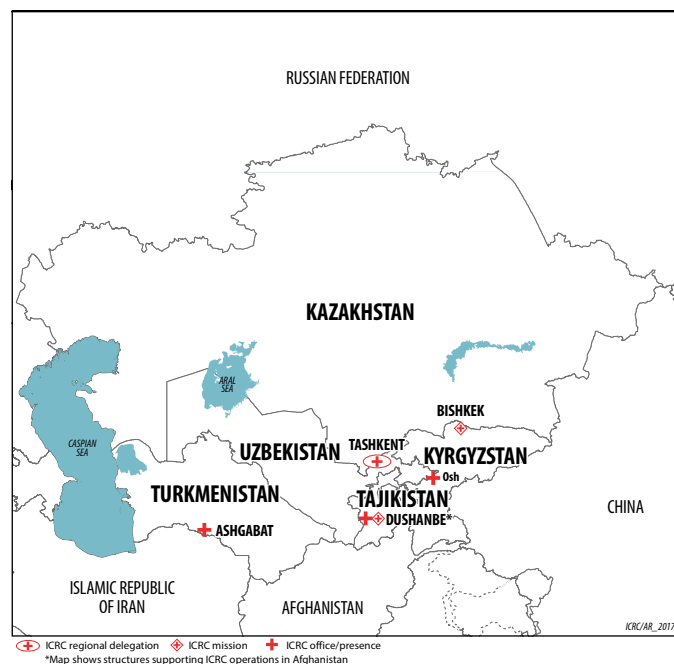 RUSSIAN FEDERATION
KAZAKHSTAN
ARAL
SEA
BISHKEK
CASPIAN
SEA
TASHKENT
UZBEKISTAN
KYRGYZSTAN
Osh
TURKMENISTAN
TAJIKISTAN
CHINA
DUSHANBE*
ASHGABAT
ISLAMIC REPUBLIC
OF IRAN
AFGHANISTAN
ICRC/AR_2017
ICRC regional delegation
ICRC mission
ICRC office/presence
*Map shows structures supporting ICRC operations in Afghanistan